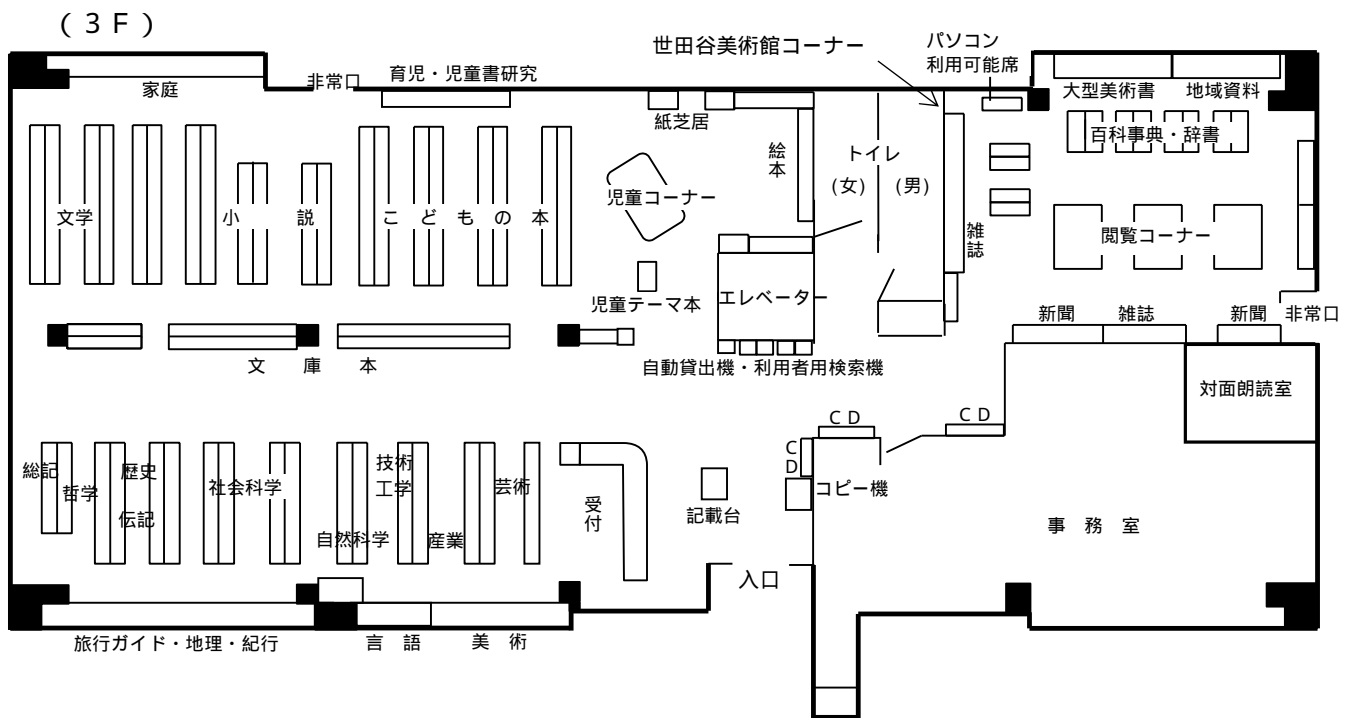 (3F)
世田谷美術館コーナー
パソコン
利用可能席
家庭
非常口
育児・児童書研究
紙芝居
絵本
トイレ
(女)
(男)
大型美術書
地域資料
百科事典・辞書
文学
小説
こどもの本
児童コーナー
雑誌
閲覧コーナー
児童テーマ本
エレベーター
新聞
雑誌
新聞
非常口
文庫本
自動貸出機・利用者用検索機
対面朗読室
CD
CD
CD
総記
哲学
歴史
伝記
社会科学
技術
工学
自然科学
産業
芸術
受付
記載台
コピー機
事務室
入口
旅行ガイド・地理・紀行
言語
美術